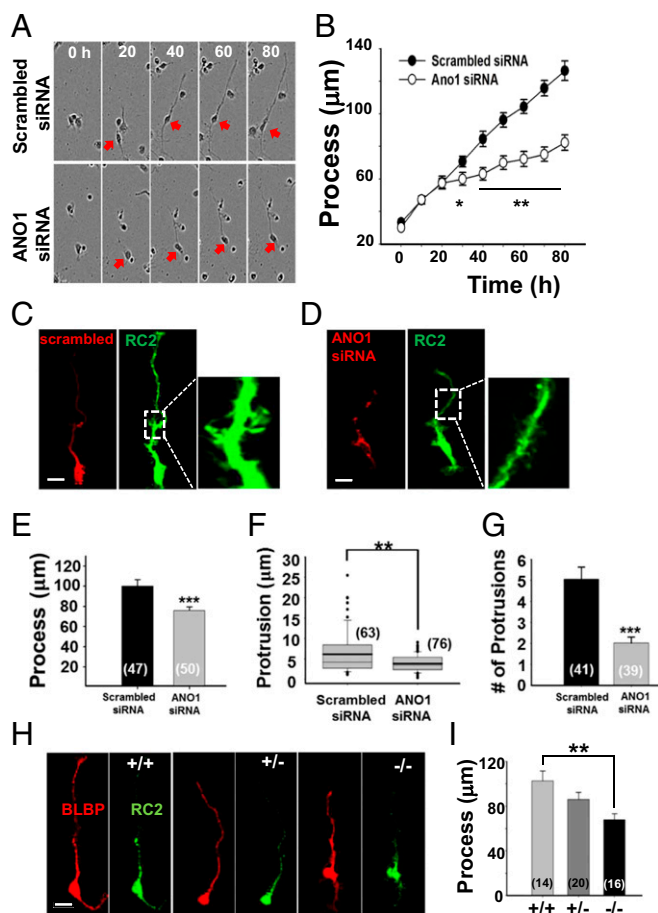 A
0 h 20 40 60 80
Scrambled siRNA
ANO1 siRNA
B
Process (μm)
140
100
60
20
Scrambled siRNA
Ano1 siRNA
*
**
0 20 40 60 80
Time (h)
C
scrambled
RC2
D
ANO1
siRNA
RC2
E
Process (μm)
120
100
80
60
40
20
(47)
***
(50)
Scrambled
siRNA
ANO1
siRNA
F
Protrusion (μm)
30
25
20
15
10
5
0
**
(63)
(76)
Scrambled
siRNA
ANO1
siRNA
G
# of Protrusions
6
5
4
3
2
1
0
(41)
***
(39)
Scrambled
siRNA
ANO1
siRNA
H
BLBP
+/+
RC2
+/-
-/-
I
Process (μm)
120
80
40
0
**
(14)
(20)
(16)
+/+ +/- -/-